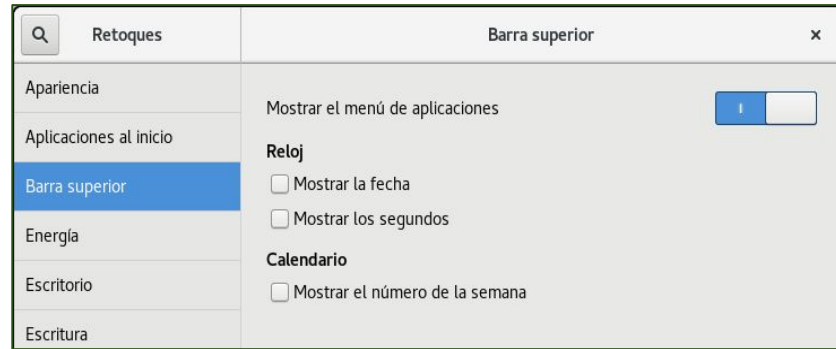 Retoques
Barra superior
Apariencia
Aplicaciones al inicio
Barra superior
Energía
Escritorio
Escritura
Mostrar el menú de aplicaciones
Reloj
Mostrar la fecha
Mostrar los segundos
Calendario
Mostrar el número de la semana